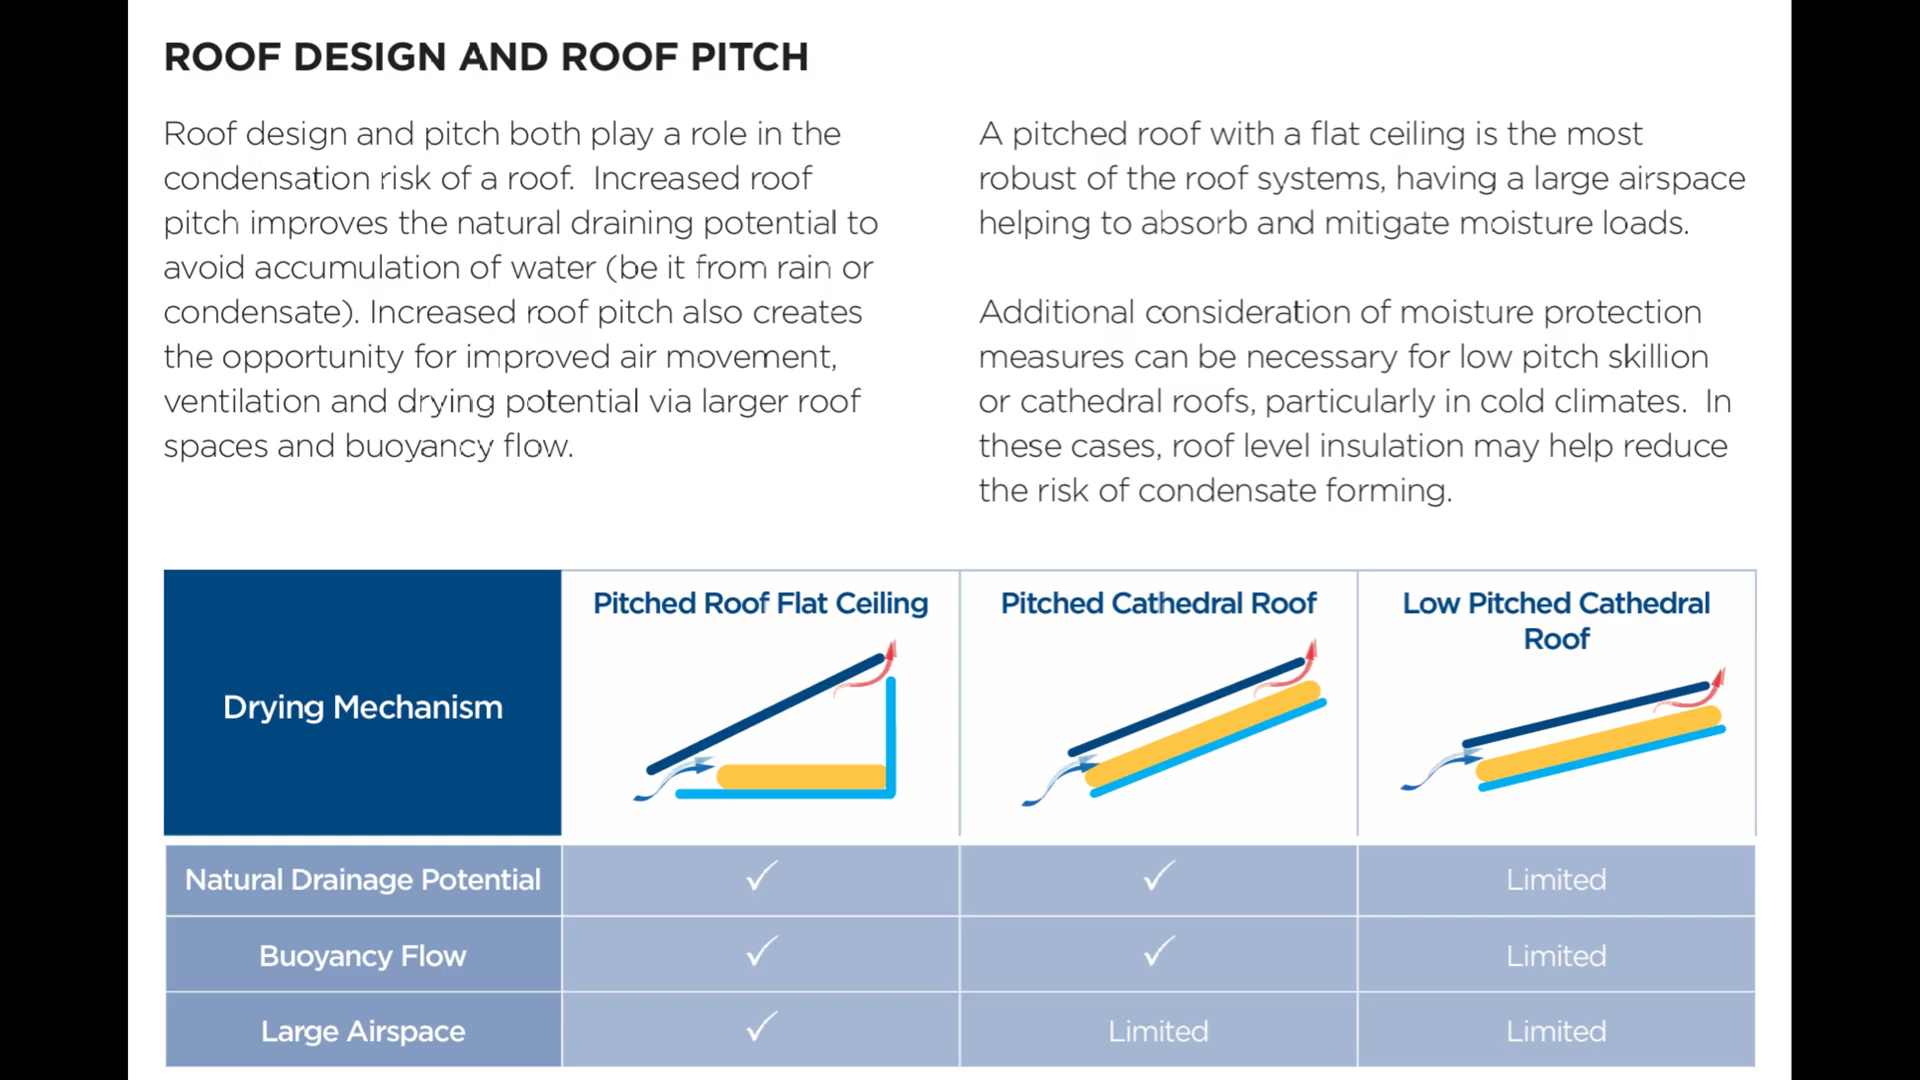 ROOF DESIGN AND ROOF PITCH
Roof design and pitch both play a role in the
condensation risk of a roof.  Increased roof
pitch improves the natural draining potential to
avoid accumulation of water (be it from rain or
condensate). Increased roof pitch also creates
the opportunity for improved air movement,
ventilation and drying potential via larger roof
spaces and buoyancy flow.
A pitched roof with a flat ceiling is the most
robust of the roof systems, having a large airspace
helping to absorb and mitigate moisture loads.
Additional consideration of moisture protection
measures can be necessary for low pitch skillion
or cathedral roofs, particularly in cold climates.  In
these cases, roof level insulation may help reduce
the risk of condensate forming.
Drying Mechanism
Pitched Roof Flat Ceiling
Pitched Cathedral Roof
Low Pitched Cathedral
Roof
Natural Drainage Potential ✓ ✓ Limited
Buoyancy Flow ✓ ✓ Limited
Large Airspace ✓ Limited Limited